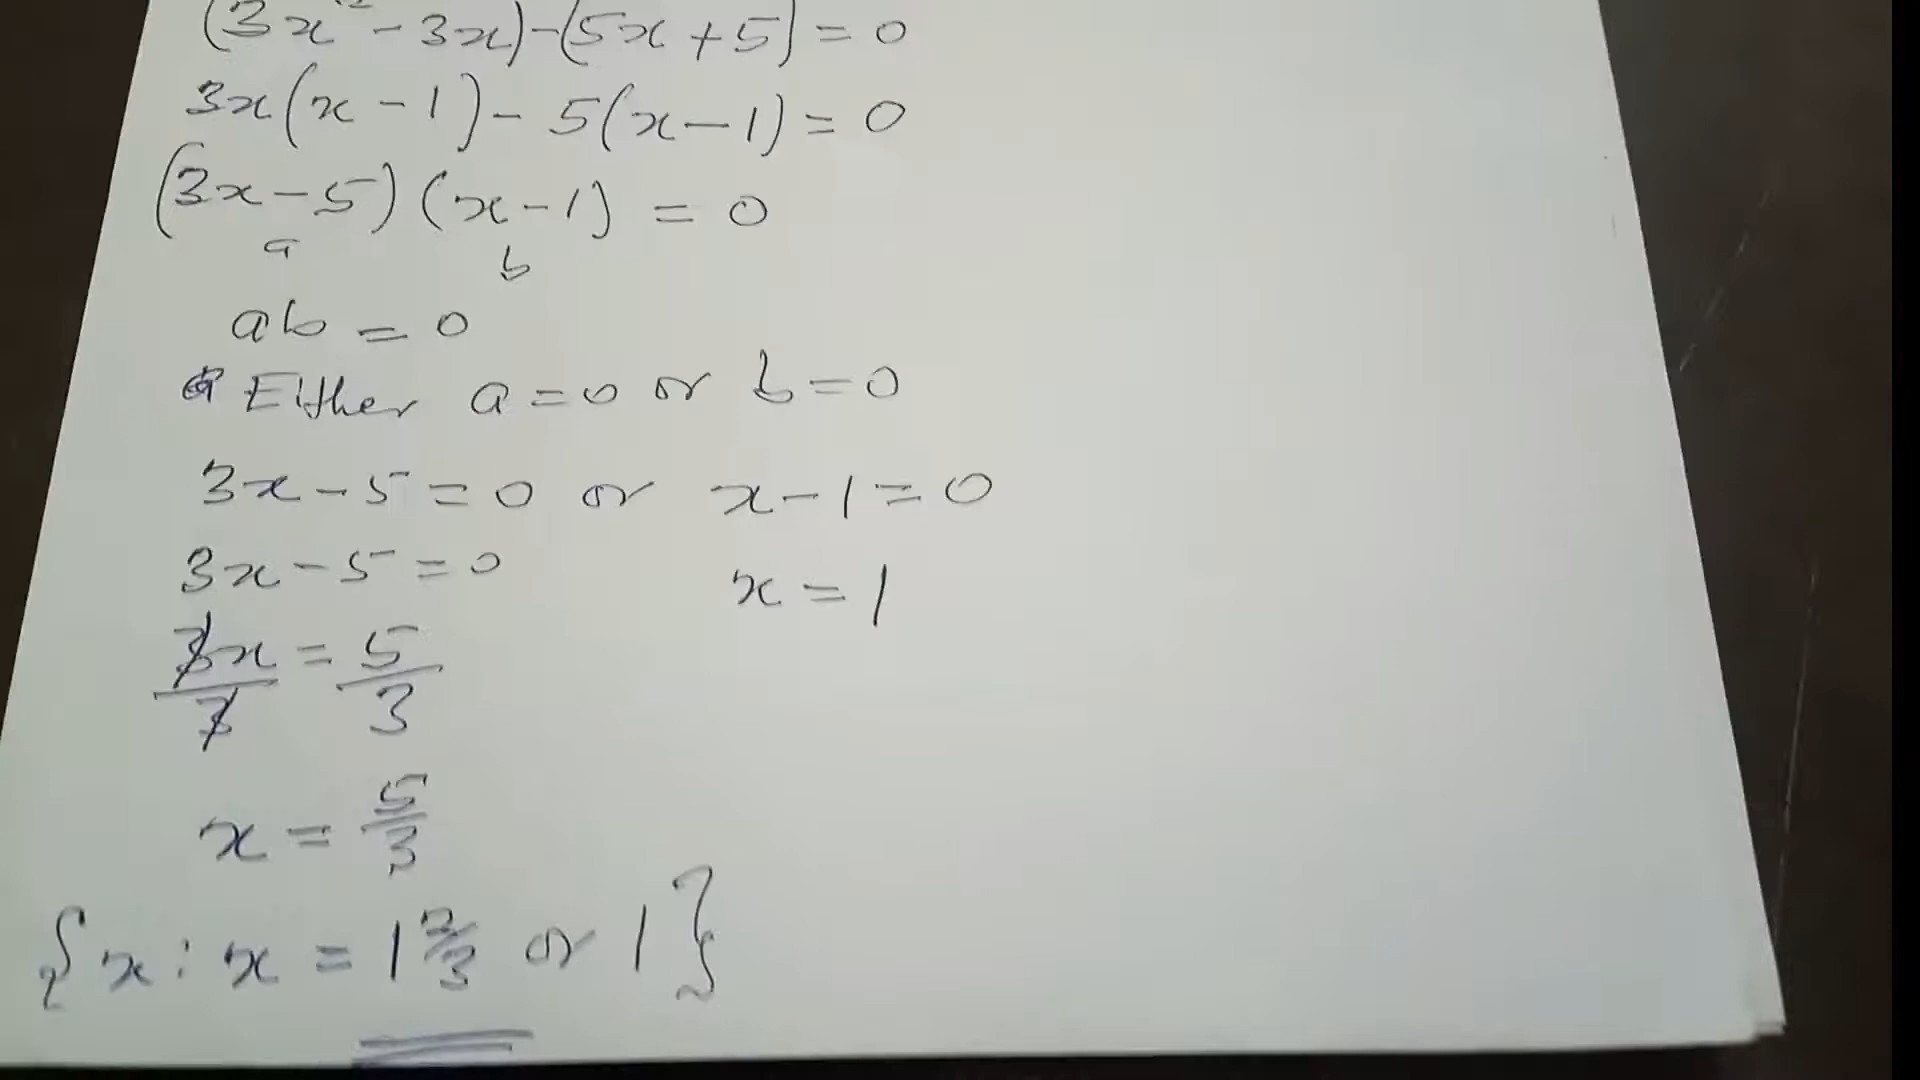 (3x² - 3x) - (5x + 5) = 0
3x(x - 1) - 5(x - 1) = 0
(3x - 5) (x - 1) = 0
a b
ab = 0
Either a = 0 or b = 0
3x - 5 = 0 or x - 1 = 0
3x - 5 = 0
x = 1
3x/3 = 5/3
x = 5/3
{x : x = 1 2/3 or 1}